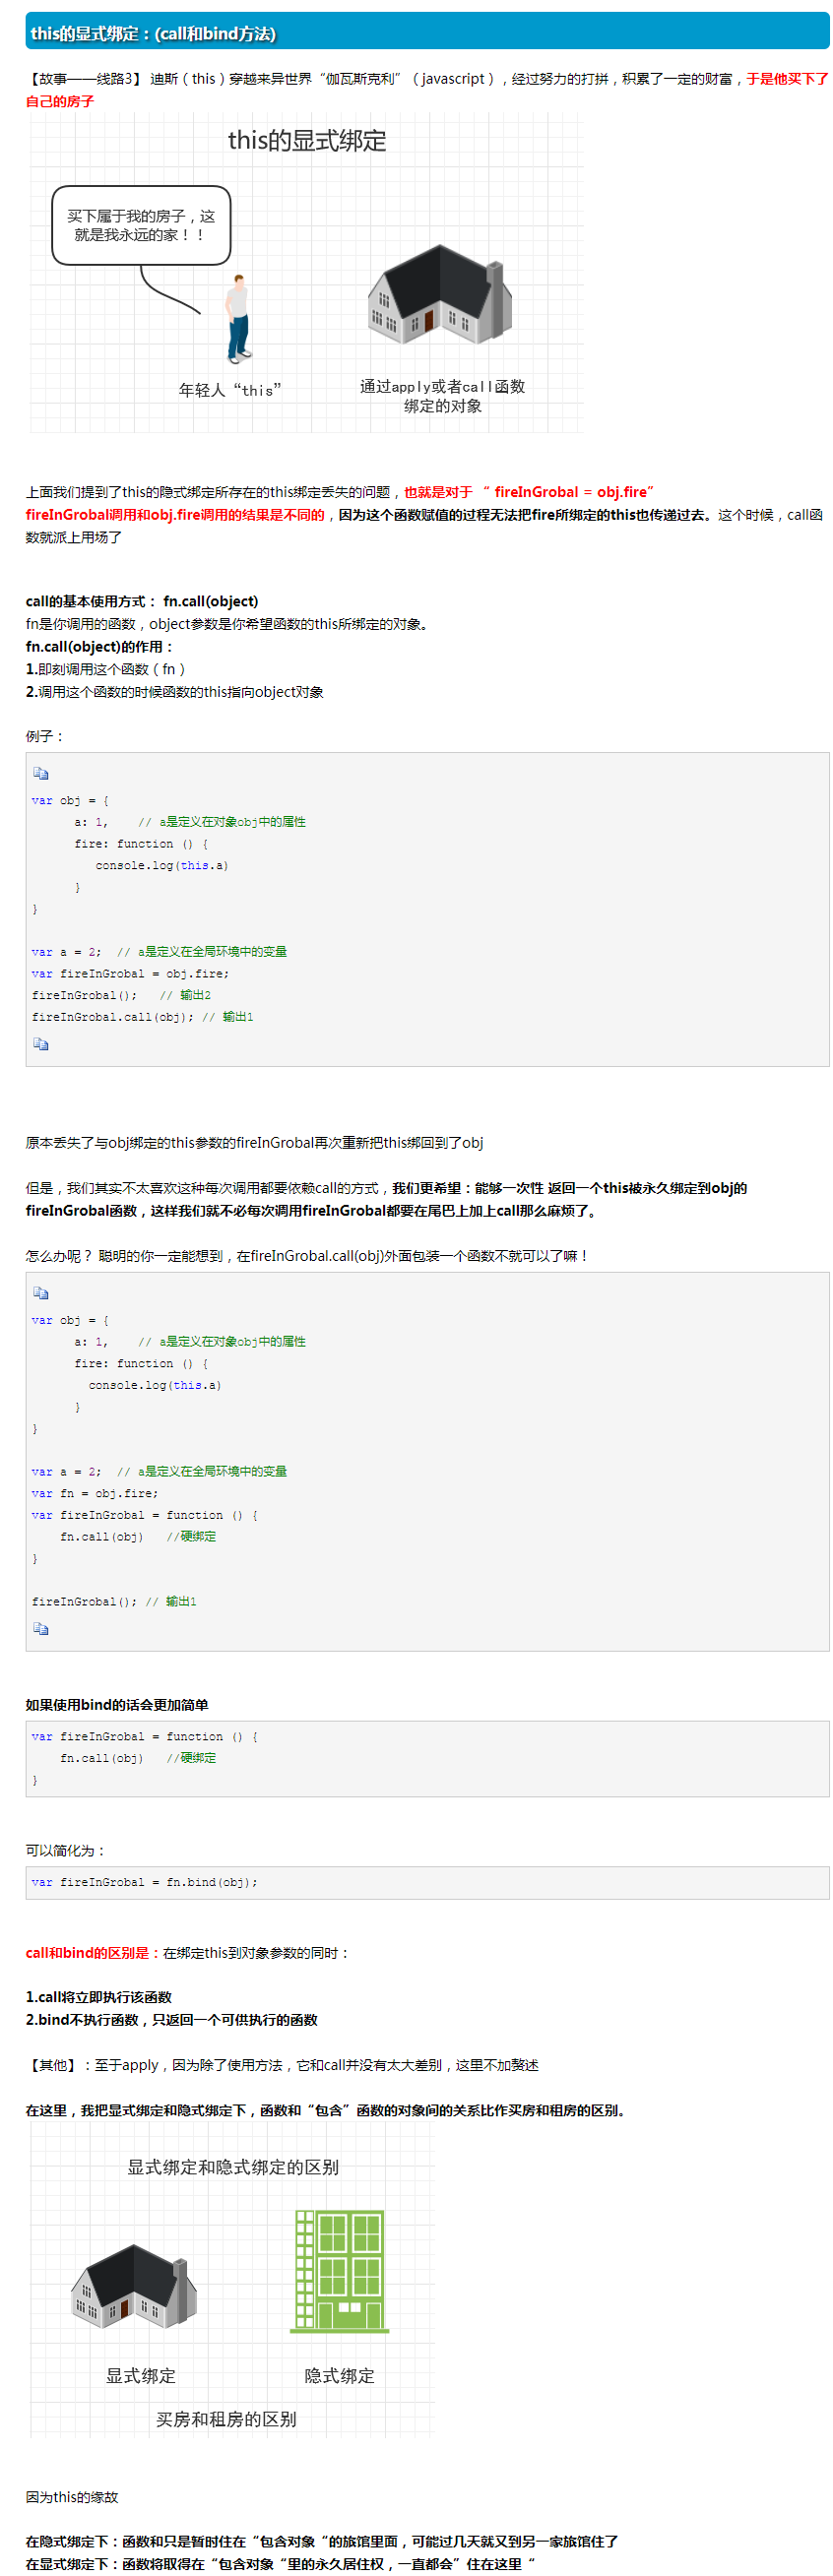 this的显式绑定：(call和bind方法)
【故事——线路3】 迪斯（this）穿越来异世界“伽瓦斯克利”（javascript），经过努力的打拼，积累了一定的财富，于是他买下了
自己的房子
this的显式绑定
买下属于我的房子，这
就是我永远的家！！
年轻人“this”
通过apply或者call函数
绑定的对象
上面我们提到了this的隐式绑定所存在的this绑定丢失的问题，也就是对于 “ fireInGrobal = obj.fire”
fireInGrobal调用和obj.fire调用的结果是不同的，因为这个函数赋值的过程无法把fire所绑定的this也传递过去。这个时候，call函
数就派上用场了
call的基本使用方式： fn.call(object)
fn是你调用的函数，object参数是你希望函数的this所绑定的对象。
fn.call(object)的作用：
1.即刻调用这个函数（fn）
2.调用这个函数的时候函数的this指向object对象
例子：
var obj = {
a: 1,    // a是定义在对象obj中的属性
fire: function () {
console.log(this.a)
}
}
var a = 2;  // a是定义在全局环境中的变量
var fireInGrobal = obj.fire;
fireInGrobal();   // 输出2
fireInGrobal.call(obj); // 输出1
原本丢失了与obj绑定的this参数的fireInGrobal再次重新把this绑回到了obj
但是，我们其实不太喜欢这种每次调用都要依赖call的方式，我们更希望：能够一次性 返回一个this被永久绑定到obj的
fireInGrobal函数，这样我们就不必每次调用fireInGrobal都要在尾巴上加上call那么麻烦了。
怎么办呢？ 聪明的你一定能想到，在fireInGrobal.call(obj)外面包装一个函数不就可以了嘛！
var obj = {
a: 1,    // a是定义在对象obj中的属性
fire: function () {
console.log(this.a)
}
}
var a = 2;  // a是定义在全局环境中的变量
var fn = obj.fire;
var fireInGrobal = function () {
fn.call(obj)   //硬绑定
}
fireInGrobal(); // 输出1
如果使用bind的话会更加简单
var fireInGrobal = function () {
fn.call(obj)   //硬绑定
}
可以简化为：
var fireInGrobal = fn.bind(obj);
call和bind的区别是：在绑定this到对象参数的同时：
1.call将立即执行该函数
2.bind不执行函数，只返回一个可供执行的函数
【其他】：至于apply，因为除了使用方法，它和call并没有太大差别，这里不加赘述
在这里，我把显式绑定和隐式绑定下，函数和“包含”函数的对象间的关系比作买房和租房的区别。
显式绑定和隐式绑定的区别
显式绑定
隐式绑定
买房和租房的区别
因为this的缘故
在隐式绑定下：函数和只是暂时住在“包含对象“的旅馆里面，可能过几天就又到另一家旅馆住了
在显式绑定下：函数将取得在“包含对象“里的永久居住权，一直都会”住在这里“